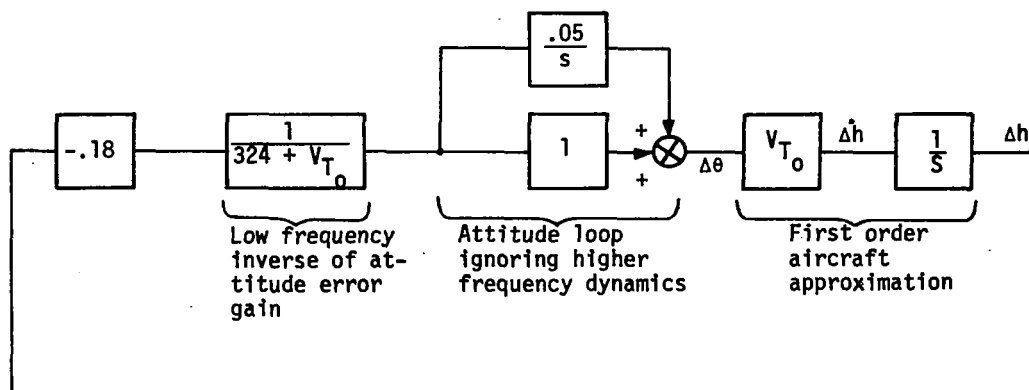 .05
s
-.18
1
324 + V_To
+
1
+
Δθ
V_To
Δḣ
1
S
Δh
Low frequency
inverse of at-
titude error
gain
Attitude loop
ignoring higher
frequency dynamics
First order
aircraft
approximation